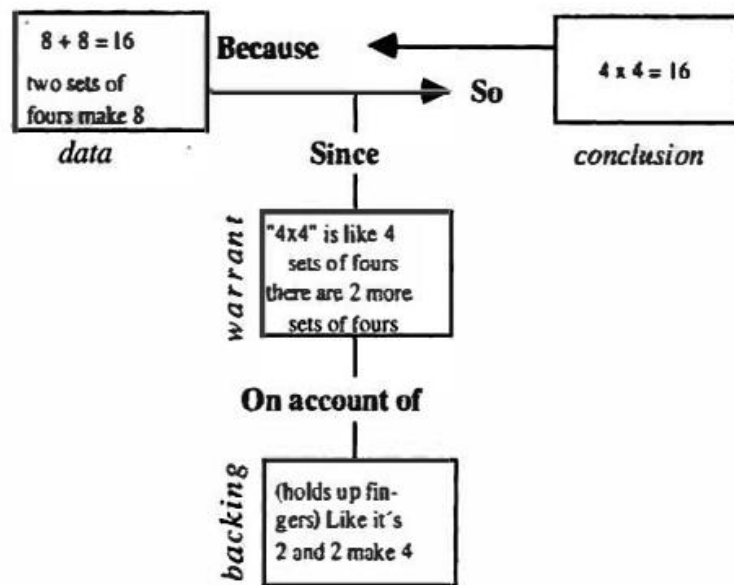 8 + 8 = 16
two sets of
fours make 8
data
Because
So
4 x 4 = 16
conclusion
Since
warrant
"4x4" is like 4
sets of fours
there are 2 more
sets of fours
On account of
backing
(holds up fin-
gers) Like it´s
2 and 2 make 4